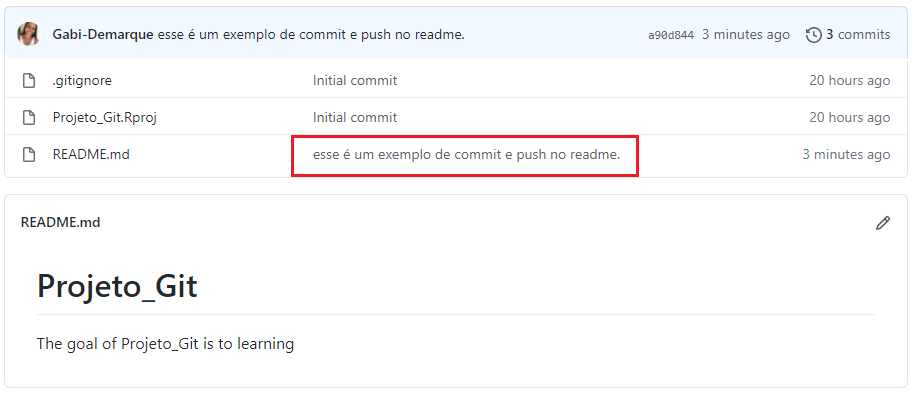 Gabi-Demarque esse é um exemplo de commit e push no readme. a90d844 3 minutes ago 3 commits
.gitignore Initial commit 20 hours ago
Projeto_Git.Rproj Initial commit 20 hours ago
README.md esse é um exemplo de commit e push no readme. 3 minutes ago
README.md
Projeto_Git
The goal of Projeto_Git is to learning